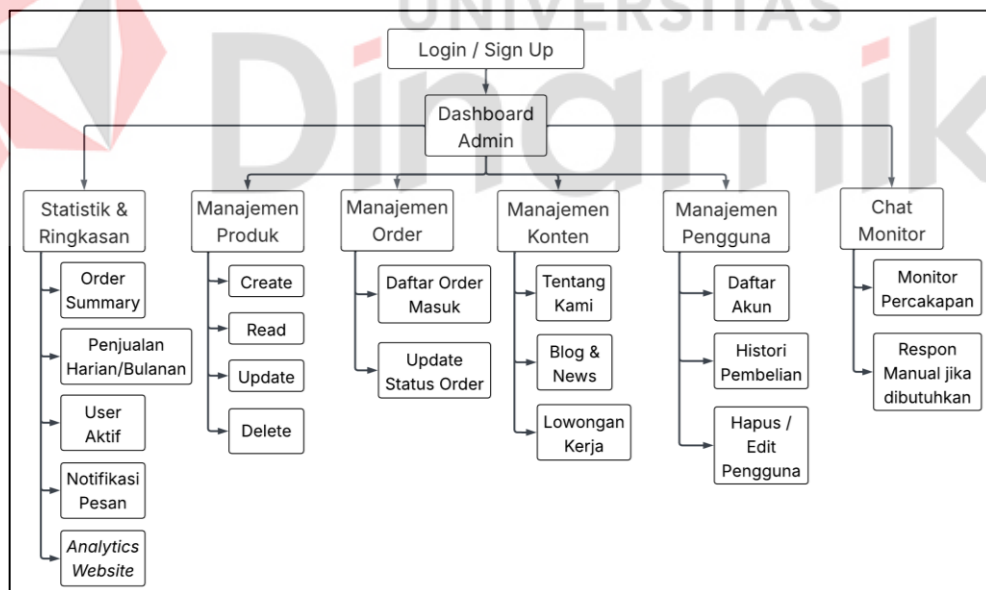 UNIVERSITAS
Dinamika
Login / Sign Up
Dashboard
Admin
Statistik &
Ringkasan
Order
Summary
Penjualan
Harian/Bulanan
User
Aktif
Notifikasi
Pesan
Analytics
Website
Manajemen
Produk
Create
Read
Update
Delete
Manajemen
Order
Daftar Order
Masuk
Update
Status Order
Manajemen
Konten
Tentang
Kami
Blog &
News
Lowongan
Kerja
Manajemen
Pengguna
Daftar
Akun
Histori
Pembelian
Hapus /
Edit
Pengguna
Chat
Monitor
Monitor
Percakapan
Respon
Manual jika
dibutuhkan